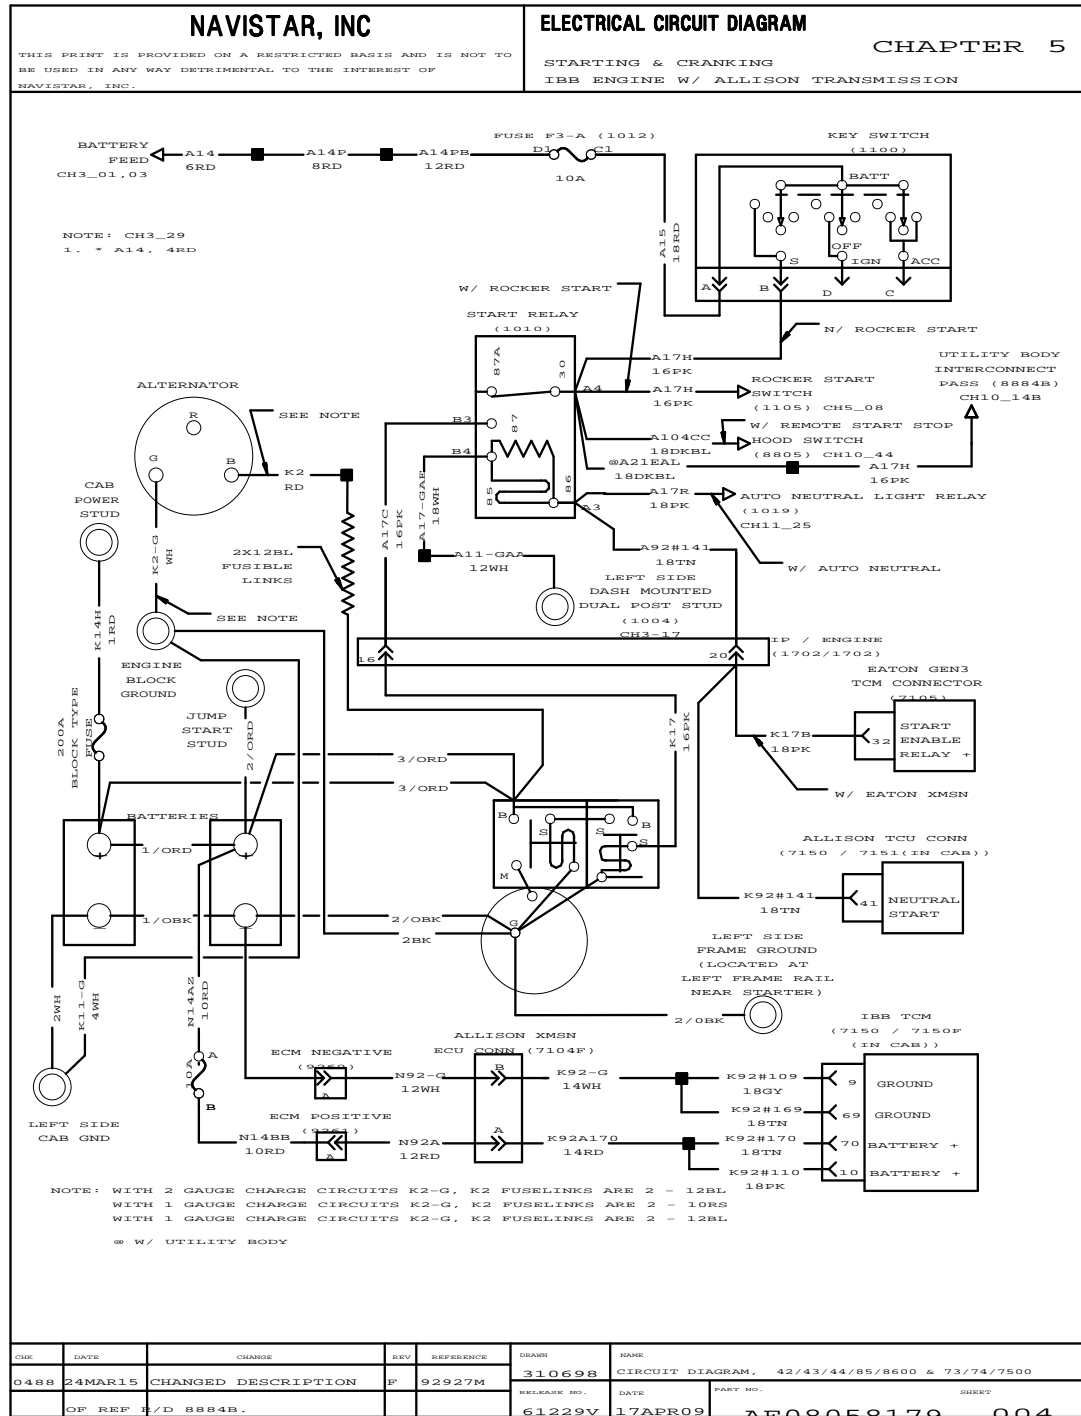 NAVISTAR, INC
THIS PRINT IS PROVIDED ON A RESTRICTED BASIS AND IS NOT TO
BE USED IN ANY WAY DETRIMENTAL TO THE INTEREST OF
NAVISTAR, INC.
ELECTRICAL CIRCUIT DIAGRAM
CHAPTER 5
STARTING & CRANKING
IBB ENGINE W/ ALLISON TRANSMISSION
BATTERY
FEED
CH3_01,03
A14
6RD
A14P
8RD
A14PB
12RD
FUSE F3-A (1012)
D1
C1
10A
KEY SWITCH
(1100)
BATT
OFF
S
IGN
ACC
A
B
D
C
A15
18RD
NOTE: CH3_29
1. * A14, 4RD
W/ ROCKER START
START RELAY
(1010)
87A
30
87
85
86
B3
B4
A4
A3
N/ ROCKER START
A17H
16PK
A17H
16PK
ROCKER START
SWITCH
(1105) CH5_08
W/ REMOTE START STOP
A104CC
18DKBL
HOOD SWITCH
(8805) CH10_44
@A21EAL
18DKBL
A17H
16PK
UTILITY BODY
INTERCONNECT
PASS (8884B)
CH10_14B
A17R
18PK
AUTO NEUTRAL LIGHT RELAY
(1019)
CH11_25
A92#141
18TN
W/ AUTO NEUTRAL
ALTERNATOR
R
G
B
SEE NOTE
K2
RD
CAB
POWER
STUD
K2-G
WH
2X12BL
FUSIBLE
LINKS
A17C
16PK
A17-GAE
18WH
A11-GAA
12WH
LEFT SIDE
DASH MOUNTED
DUAL POST STUD
(1004)
CH3-17
SEE NOTE
K14H
1RD
ENGINE
BLOCK
GROUND
16
20
IP / ENGINE
(1702/1702)
EATON GEN3
TCM CONNECTOR
(7105)
JUMP
START
STUD
200A
BLOCK TYPE
FUSE
2/ORD
K17
16PK
K17B
18PK
32
START
ENABLE
RELAY +
3/ORD
3/ORD
W/ EATON XMSN
BATTERIES
1/ORD
+
+
1/OBK
-
-
B
S
S
B
S
M
G
ALLISON TCU CONN
(7150 / 7151(IN CAB))
K92#141
18TN
41
NEUTRAL
START
2/OBK
2BK
LEFT SIDE
FRAME GROUND
(LOCATED AT
LEFT FRAME RAIL
NEAR STARTER)
2/0BK
2WH
K11-G
4WH
N14AZ
10RD
10A
A
B
LEFT SIDE
CAB GND
ECM NEGATIVE
(9260)
A
N92-G
12WH
ALLISON XMSN
ECU CONN (7104F)
B
K92-G
14WH
ECM POSITIVE
(9261)
A
N14BB
10RD
N92A
12RD
A
K92A170
14RD
IBB TCM
(7150 / 7150F
(IN CAB))
K92#109
18GY
9
GROUND
K92#169
18TN
69
GROUND
K92#170
18TN
70
BATTERY +
K92#110
18PK
10
BATTERY +
NOTE: WITH 2 GAUGE CHARGE CIRCUITS K2-G, K2 FUSELINKS ARE 2 - 12BL
WITH 1 GAUGE CHARGE CIRCUITS K2-G, K2 FUSELINKS ARE 2 - 10RS
WITH 1 GAUGE CHARGE CIRCUITS K2-G, K2 FUSELINKS ARE 2 - 12BL
@ W/ UTILITY BODY
CHK DATE CHANGE REV REFERENCE
0488 24MAR15 CHANGED DESCRIPTION F 92927M
OF REF R/D 8884B.
DRAWN
310698
NAME
CIRCUIT DIAGRAM, 42/43/44/85/8600 & 73/74/7500
RELEASE NO.
61229V
DATE
17APR09
PART NO.
AF08058179
SHEET
004